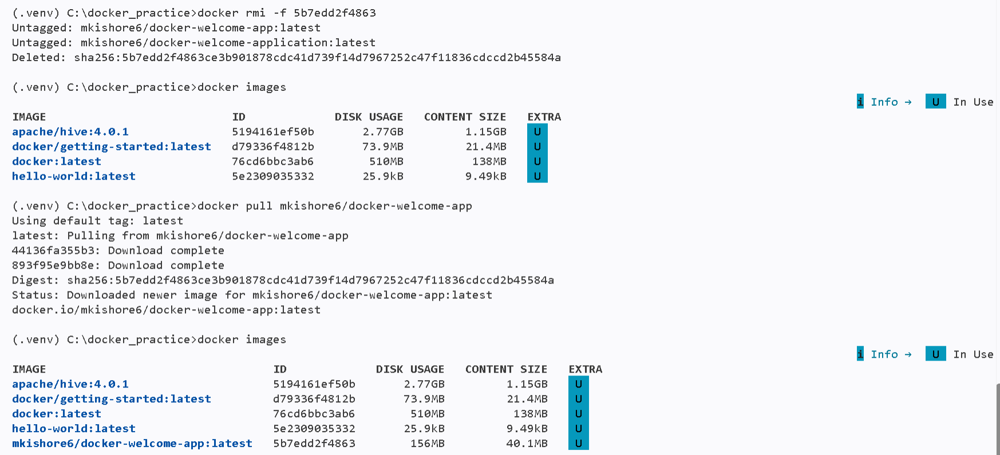 (.venv) C:\docker_practice>docker rmi -f 5b7edd2f4863
Untagged: mkishore6/docker-welcome-app:latest
Untagged: mkishore6/docker-welcome-application:latest
Deleted: sha256:5b7edd2f4863ce3b901878cdc41d739f14d7967252c47f11836cdccd2b45584a
(.venv) C:\docker_practice>docker images
i Info → U In Use
IMAGE ID DISK USAGE CONTENT SIZE EXTRA
apache/hive:4.0.1 5194161ef50b 2.77GB 1.15GB U
docker/getting-started:latest d79336f4812b 73.9MB 21.4MB U
docker:latest 76cd6bbc3ab6 510MB 138MB U
hello-world:latest 5e2309035332 25.9kB 9.49kB U
(.venv) C:\docker_practice>docker pull mkishore6/docker-welcome-app
Using default tag: latest
latest: Pulling from mkishore6/docker-welcome-app
44136fa355b3: Download complete
893f95e9bb8e: Download complete
Digest: sha256:5b7edd2f4863ce3b901878cdc41d739f14d7967252c47f11836cdccd2b45584a
Status: Downloaded newer image for mkishore6/docker-welcome-app:latest
docker.io/mkishore6/docker-welcome-app:latest
(.venv) C:\docker_practice>docker images
i Info → U In Use
IMAGE ID DISK USAGE CONTENT SIZE EXTRA
apache/hive:4.0.1 5194161ef50b 2.77GB 1.15GB U
docker/getting-started:latest d79336f4812b 73.9MB 21.4MB U
docker:latest 76cd6bbc3ab6 510MB 138MB U
hello-world:latest 5e2309035332 25.9kB 9.49kB U
mkishore6/docker-welcome-app:latest 5b7edd2f4863 156MB 40.1MB U